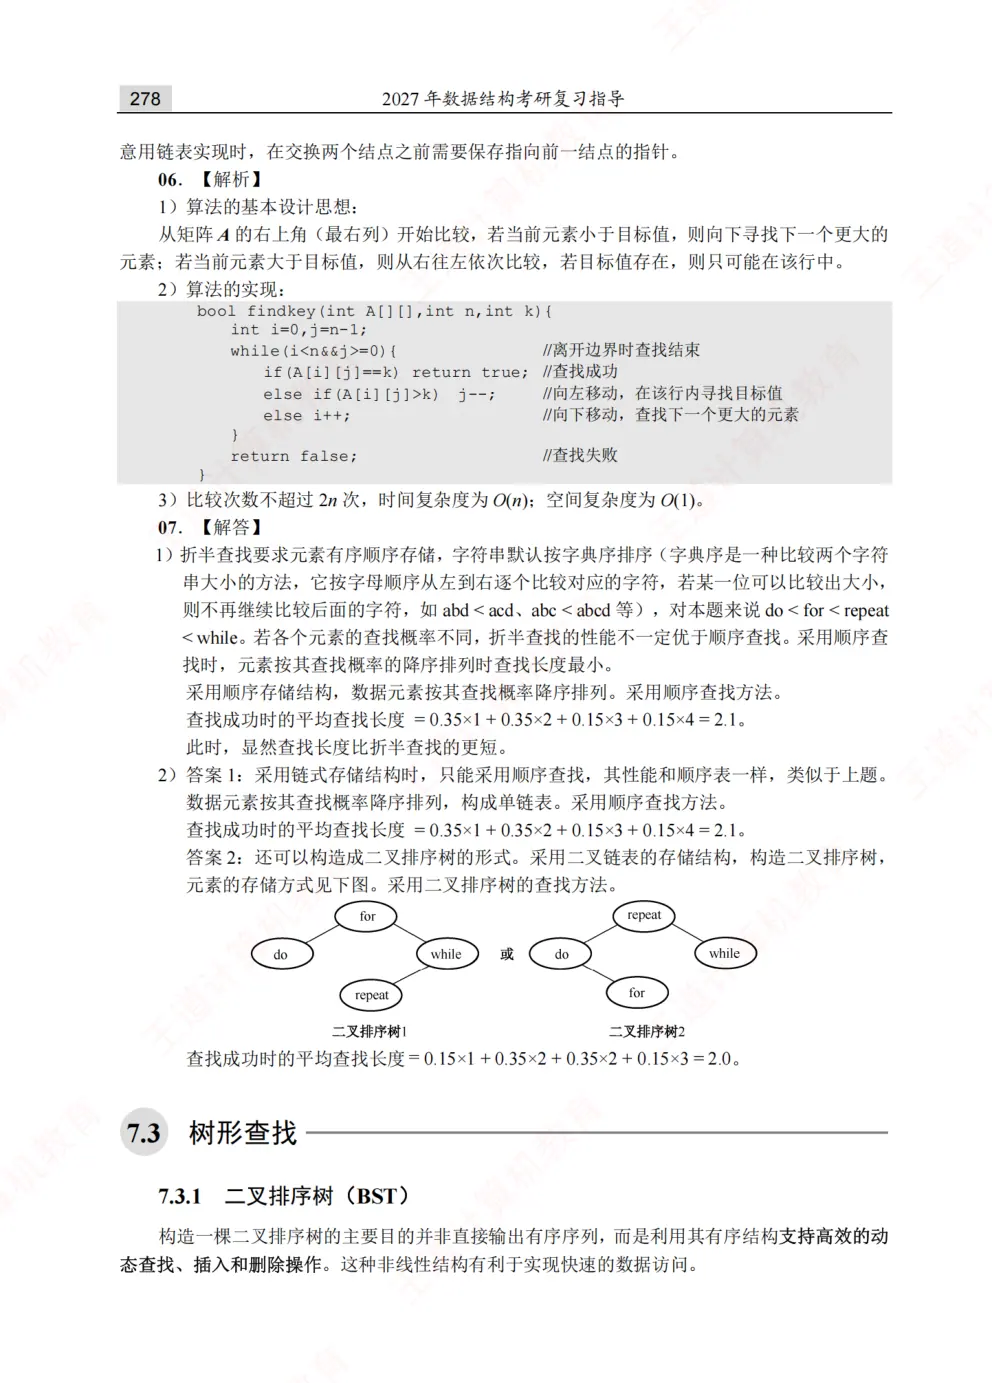 278
2027 年数据结构考研复习指导
意用链表实现时，在交换两个结点之前需要保存指向前一结点的指针。
06. 【解析】
1）算法的基本设计思想：
从矩阵 A 的右上角（最右列）开始比较，若当前元素小于目标值，则向下寻找下一个更大的
元素；若当前元素大于目标值，则从右往左依次比较，若目标值存在，则只可能在该行中。
2）算法的实现：
bool findkey(int A[][],int n,int k){
int i=0,j=n-1;
while(i<n&&j>=0){ //离开边界时查找结束
if(A[i][j]==k) return true; //查找成功
else if(A[i][j]>k) j--; //向左移动，在该行内寻找目标值
else i++; //向下移动，查找下一个更大的元素
}
return false; //查找失败
}
3）比较次数不超过 2n 次，时间复杂度为 O(n)；空间复杂度为 O(1)。
07. 【解答】
1）折半查找要求元素有序顺序存储，字符串默认按字典序排序（字典序是一种比较两个字符
串大小的方法，它按字母顺序从左到右逐个比较对应的字符，若某一位可以比较出大小，
则不再继续比较后面的字符，如 abd < acd、abc < abcd 等），对本题来说 do < for < repeat
< while。若各个元素的查找概率不同，折半查找的性能不一定优于顺序查找。采用顺序查
找时，元素按其查找概率的降序排列时查找长度最小。
采用顺序存储结构，数据元素按其查找概率降序排列。采用顺序查找方法。
查找成功时的平均查找长度 = 0.35×1 + 0.35×2 + 0.15×3 + 0.15×4 = 2.1。
此时，显然查找长度比折半查找的更短。
2）答案 1：采用链式存储结构时，只能采用顺序查找，其性能和顺序表一样，类似于上题。
数据元素按其查找概率降序排列，构成单链表。采用顺序查找方法。
查找成功时的平均查找长度 = 0.35×1 + 0.35×2 + 0.15×3 + 0.15×4 = 2.1。
答案 2：还可以构造成二叉排序树的形式。采用二叉链表的存储结构，构造二叉排序树，
元素的存储方式见下图。采用二叉排序树的查找方法。
for
do
while
repeat
二叉排序树1
或
repeat
do
while
for
二叉排序树2
查找成功时的平均查找长度 = 0.15×1 + 0.35×2 + 0.35×2 + 0.15×3 = 2.0。
7.3 树形查找
7.3.1 二叉排序树（BST）
构造一棵二叉排序树的主要目的并非直接输出有序序列，而是利用其有序结构支持高效的动
态查找、插入和删除操作。这种非线性结构有利于实现快速的数据访问。